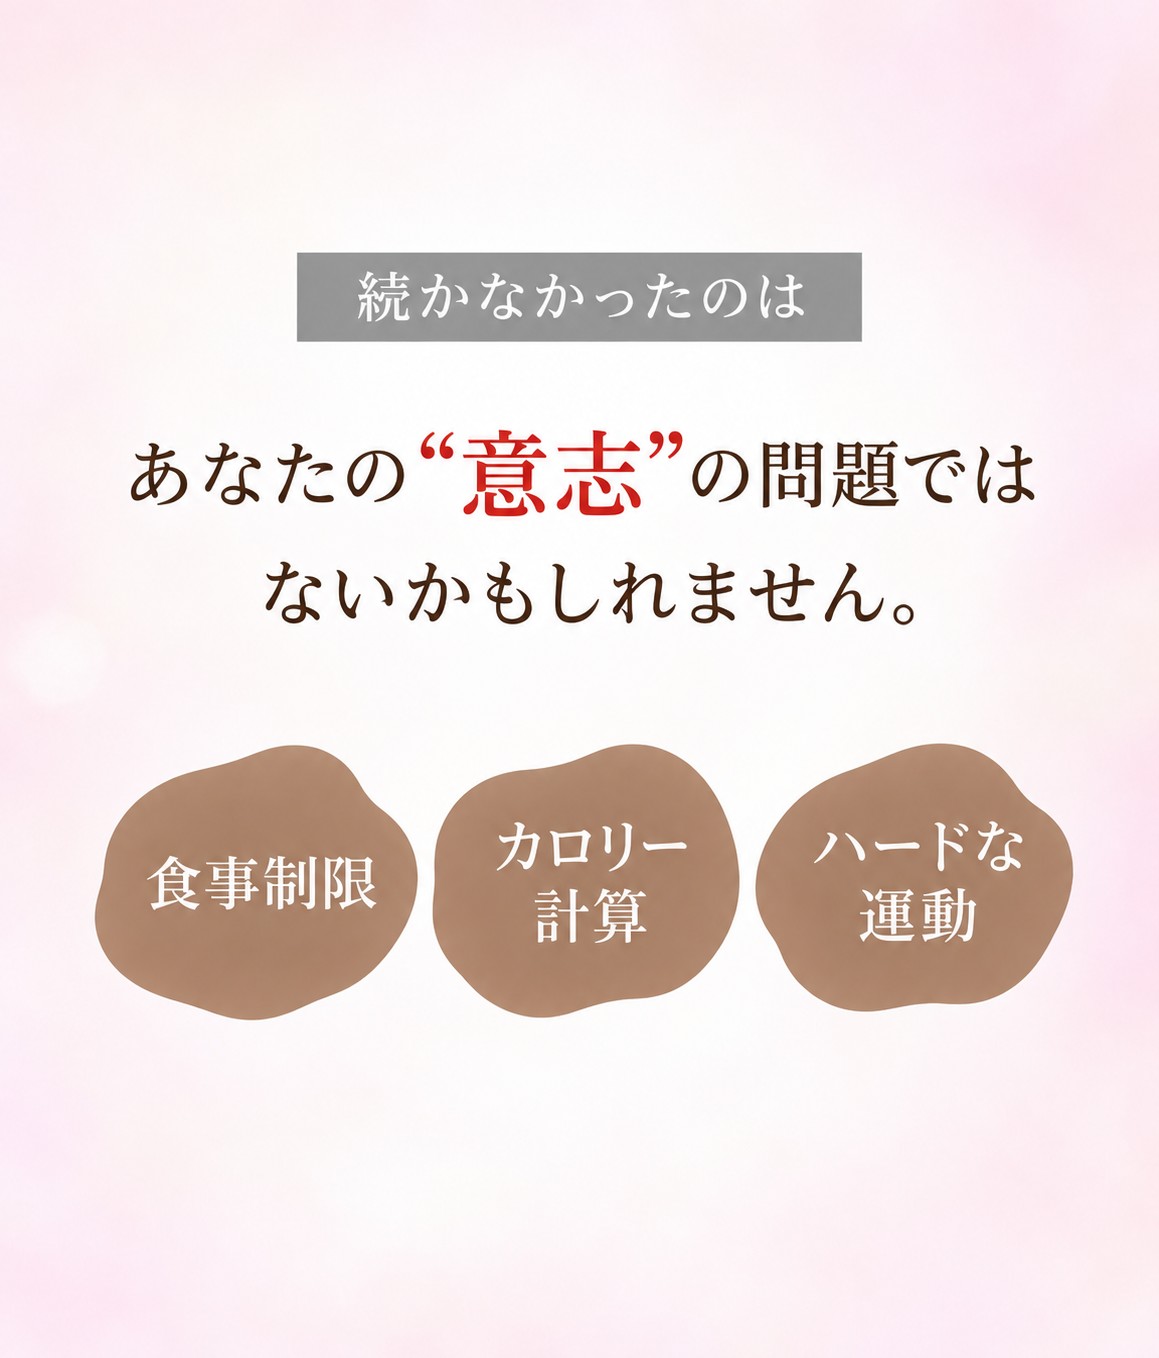 続かなかったのは
あなたの“意志”の問題では
ないかもしれません。
食事制限
カロリー
計算
ハードな
運動